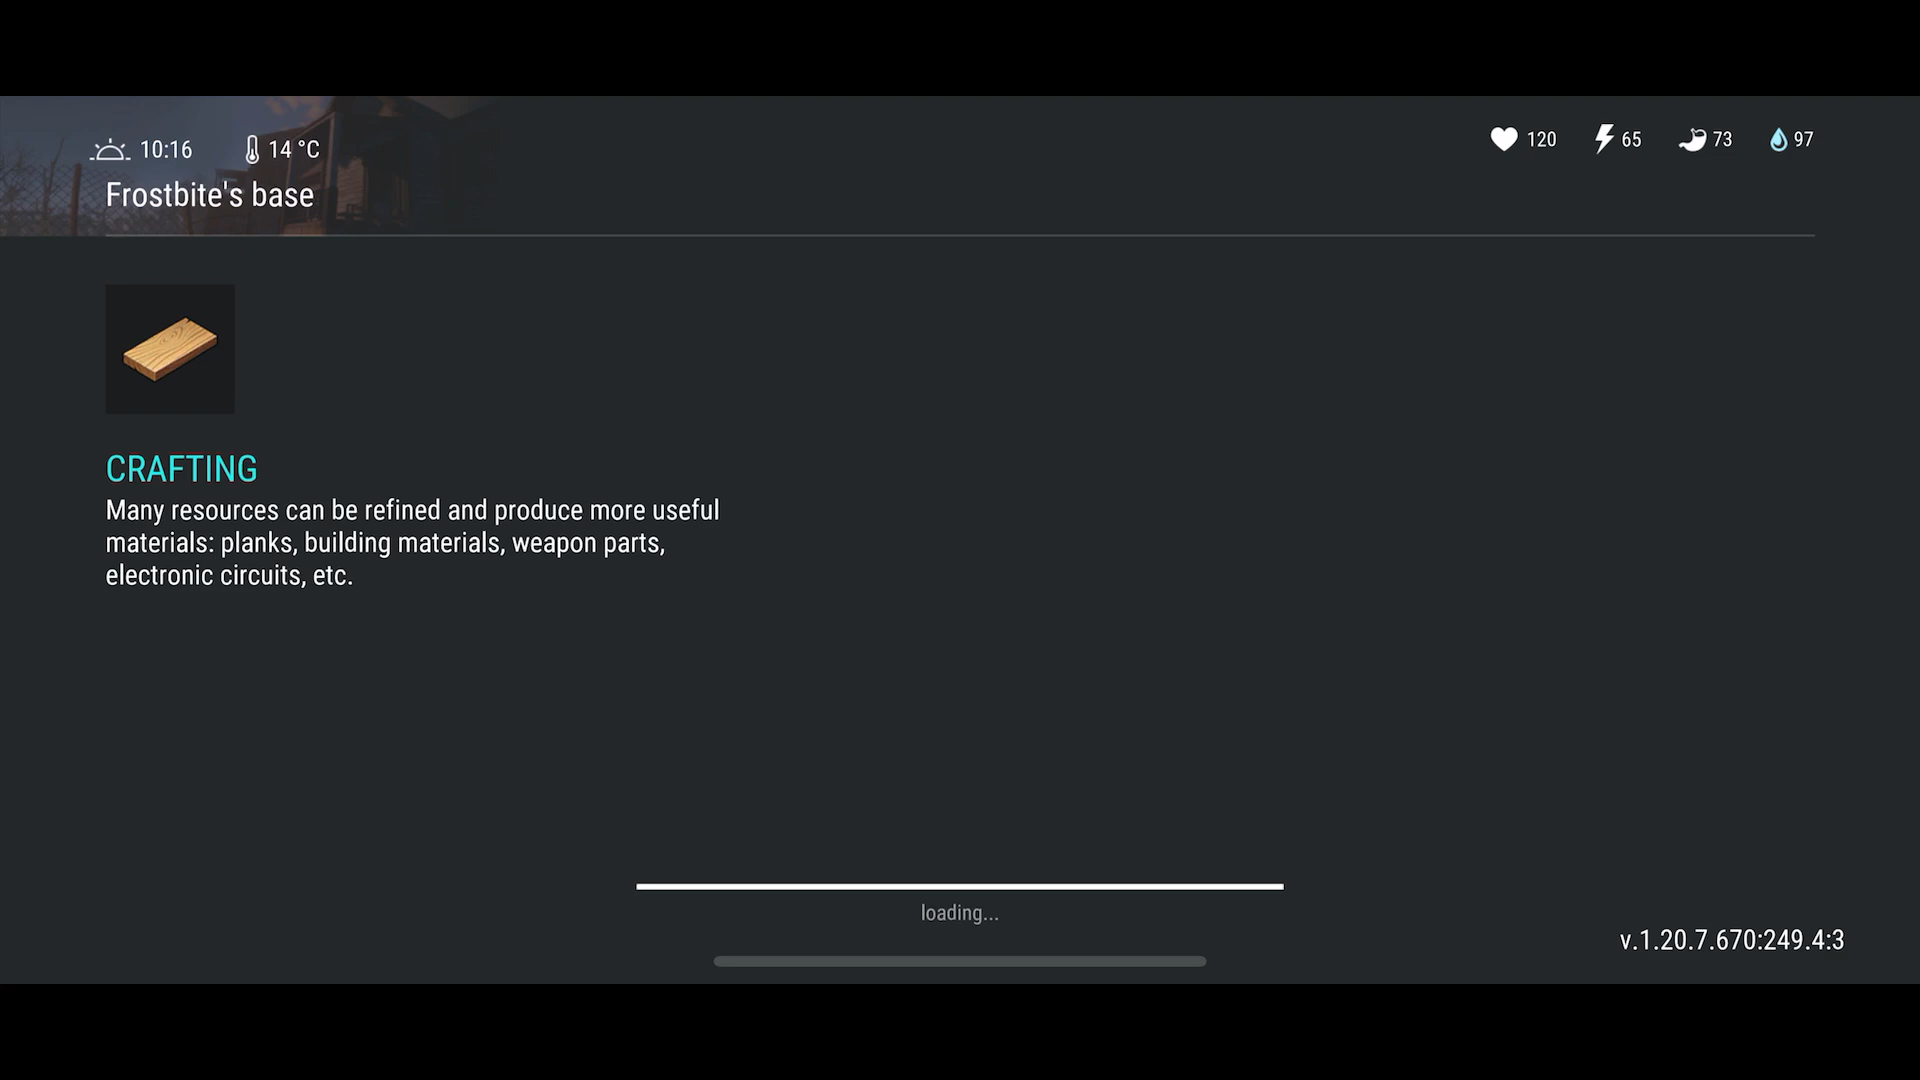 10:16 14 °C 120 65 73 97
Frostbite's base
CRAFTING
Many resources can be refined and produce more useful
materials: planks, building materials, weapon parts,
electronic circuits, etc.
loading...
v.1.20.7.670:249.4:3